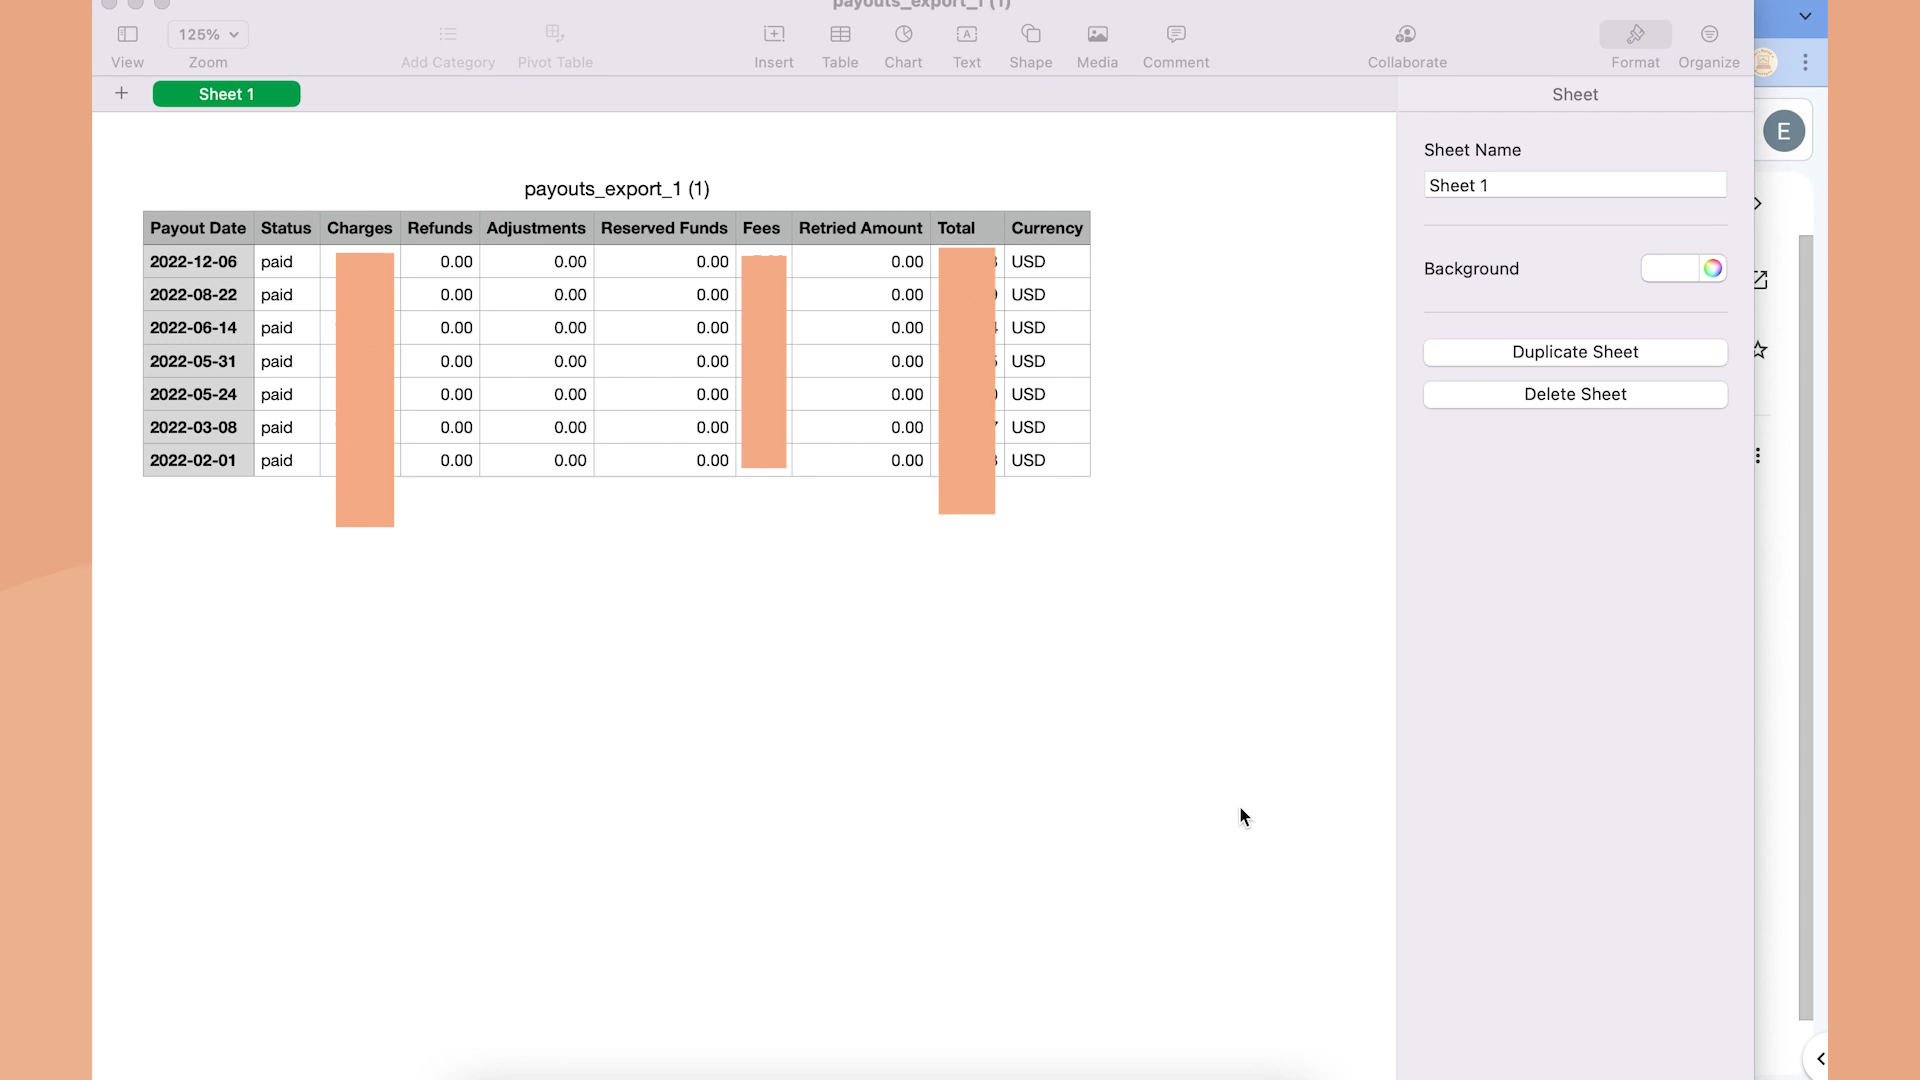 payouts_export_1 (1)
125%
View
Zoom
Add Category
Pivot Table
Insert
Table
Chart
Text
Shape
Media
Comment
Collaborate
Format
Organize
Sheet 1
Sheet
E
Sheet Name
Sheet 1
Background
Duplicate Sheet
Delete Sheet
payouts_export_1 (1)
Payout Date Status Charges Refunds Adjustments Reserved Funds Fees Retried Amount Total Currency
2022-12-06 paid 0.00 0.00 0.00 0.00 USD
2022-08-22 paid 0.00 0.00 0.00 0.00 USD
2022-06-14 paid 0.00 0.00 0.00 0.00 USD
2022-05-31 paid 0.00 0.00 0.00 0.00 USD
2022-05-24 paid 0.00 0.00 0.00 0.00 USD
2022-03-08 paid 0.00 0.00 0.00 0.00 USD
2022-02-01 paid 0.00 0.00 0.00 0.00 USD